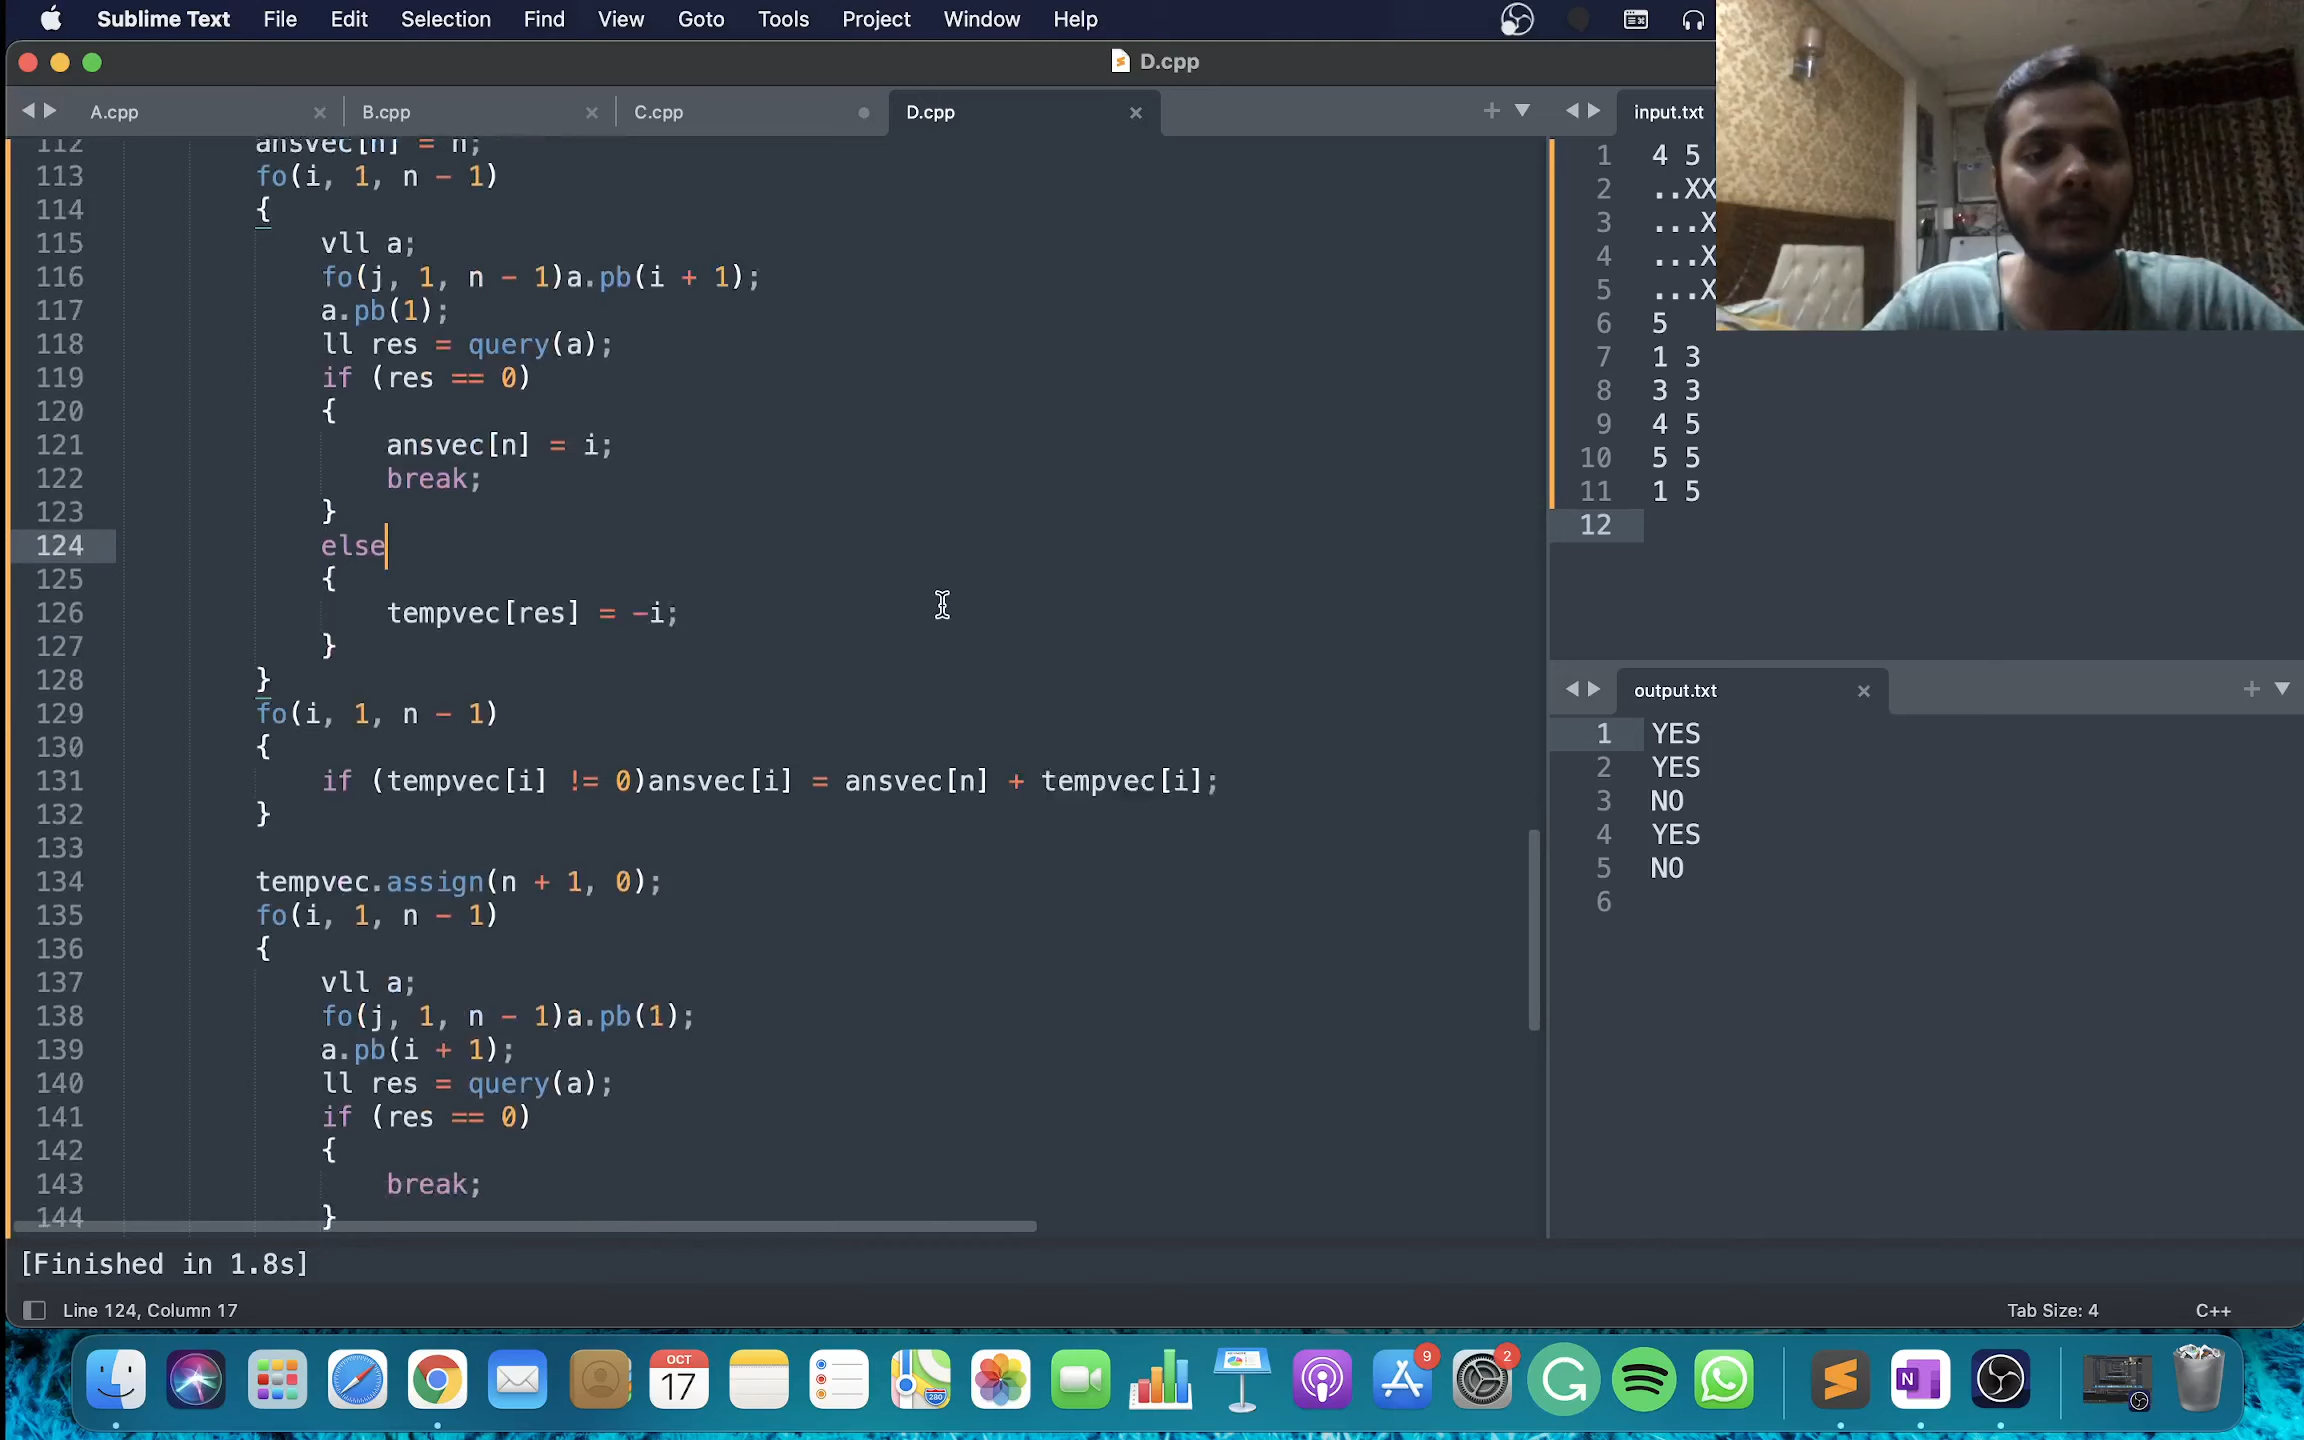 Sublime Text File Edit Selection Find View Goto Tools Project Window Help
D.cpp
A.cpp × B.cpp × C.cpp D.cpp ×
112 ansvec[n] = n;
113 fo(i, 1, n - 1)
114 {
115 vll a;
116 fo(j, 1, n - 1)a.pb(i + 1);
117 a.pb(1);
118 ll res = query(a);
119 if (res == 0)
120 {
121 ansvec[n] = i;
122 break;
123 }
124 else
125 {
126 tempvec[res] = -i;
127 }
128 }
129 fo(i, 1, n - 1)
130 {
131 if (tempvec[i] != 0)ansvec[i] = ansvec[n] + tempvec[i];
132 }
133
134 tempvec.assign(n + 1, 0);
135 fo(i, 1, n - 1)
136 {
137 vll a;
138 fo(j, 1, n - 1)a.pb(1);
139 a.pb(i + 1);
140 ll res = query(a);
141 if (res == 0)
142 {
143 break;
144 }
input.txt
1 4 5
2 ..XX
3 ...X
4 ...X
5 ...X
6 5
7 1 3
8 3 3
9 4 5
10 5 5
11 1 5
12
output.txt ×
1 YES
2 YES
3 NO
4 YES
5 NO
6
[Finished in 1.8s]
Line 124, Column 17
Tab Size: 4 C++
OCT
17
280
9
2
N